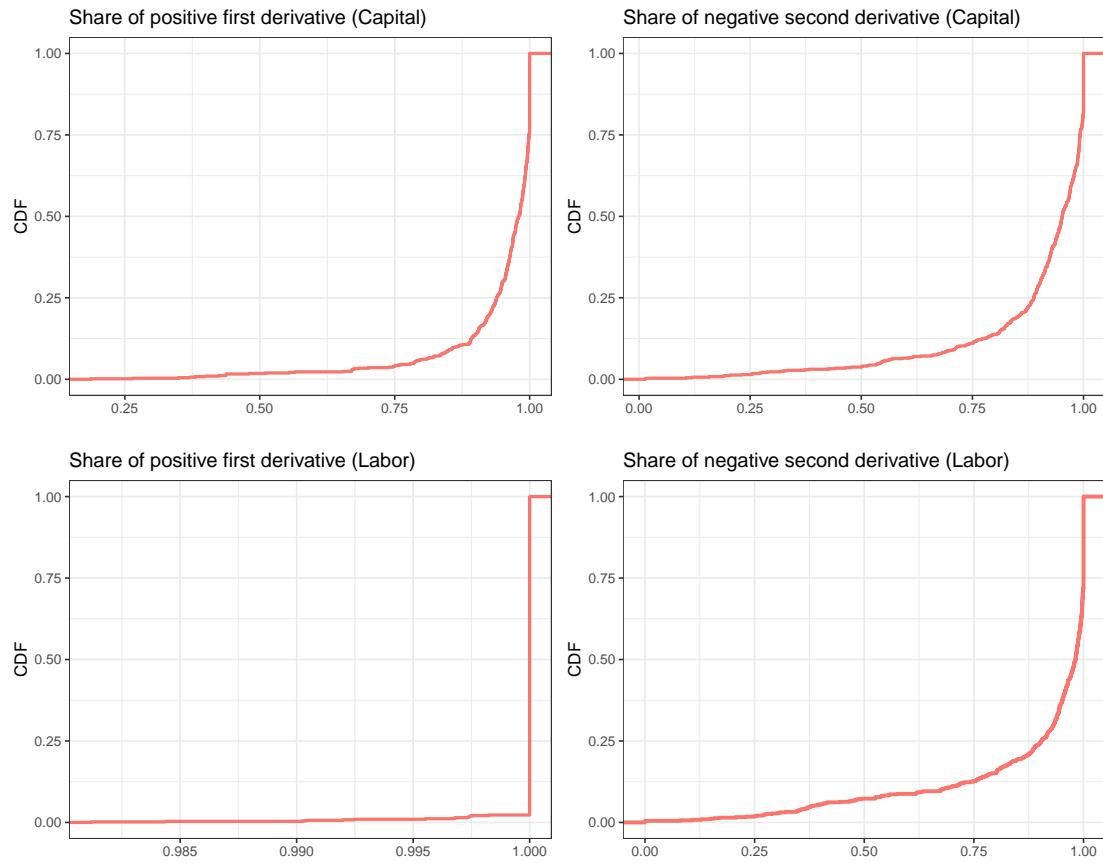 Share of positive first derivative (Capital)
1.00
0.75
0.50
0.25
0.00
CDF
0.25 0.50 0.75 1.00
Share of negative second derivative (Capital)
1.00
0.75
0.50
0.25
0.00
CDF
0.00 0.25 0.50 0.75 1.00
Share of positive first derivative (Labor)
1.00
0.75
0.50
0.25
0.00
CDF
0.985 0.990 0.995 1.000
Share of negative second derivative (Labor)
1.00
0.75
0.50
0.25
0.00
CDF
0.00 0.25 0.50 0.75 1.00